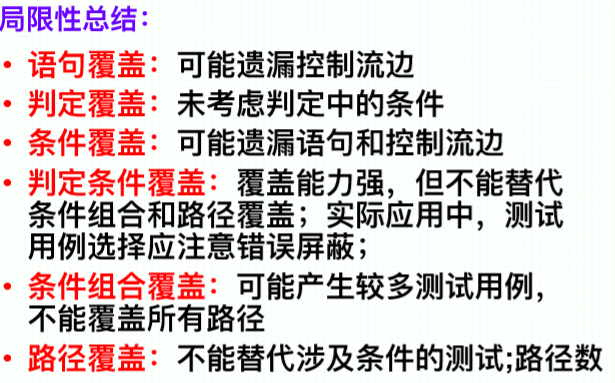 局限性总结：
• 语句覆盖：可能遗漏控制流边
• 判定覆盖：未考虑判定中的条件
• 条件覆盖：可能遗漏语句和控制流边
• 判定条件覆盖：覆盖能力强，但不能替代
条件组合和路径覆盖；实际应用中，测试
用例选择应注意错误屏蔽；
• 条件组合覆盖：可能产生较多测试用例，
不能覆盖所有路径
• 路径覆盖：不能替代涉及条件的测试;路径数